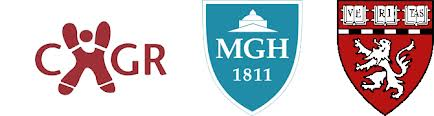 CHGR
MGH
1811
VE RI TAS